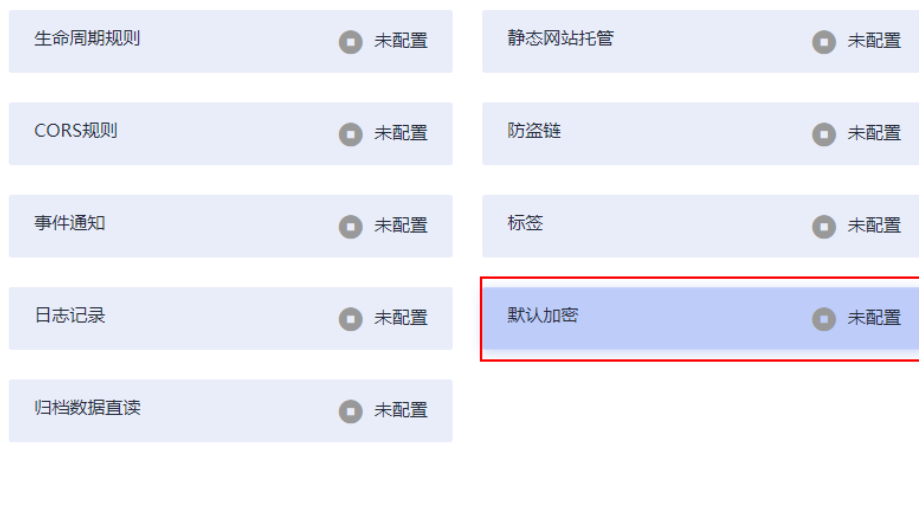 生命周期规则 未配置 静态网站托管 未配置
CORS规则 未配置 防盗链 未配置
事件通知 未配置 标签 未配置
日志记录 未配置 默认加密 未配置
归档数据直读 未配置